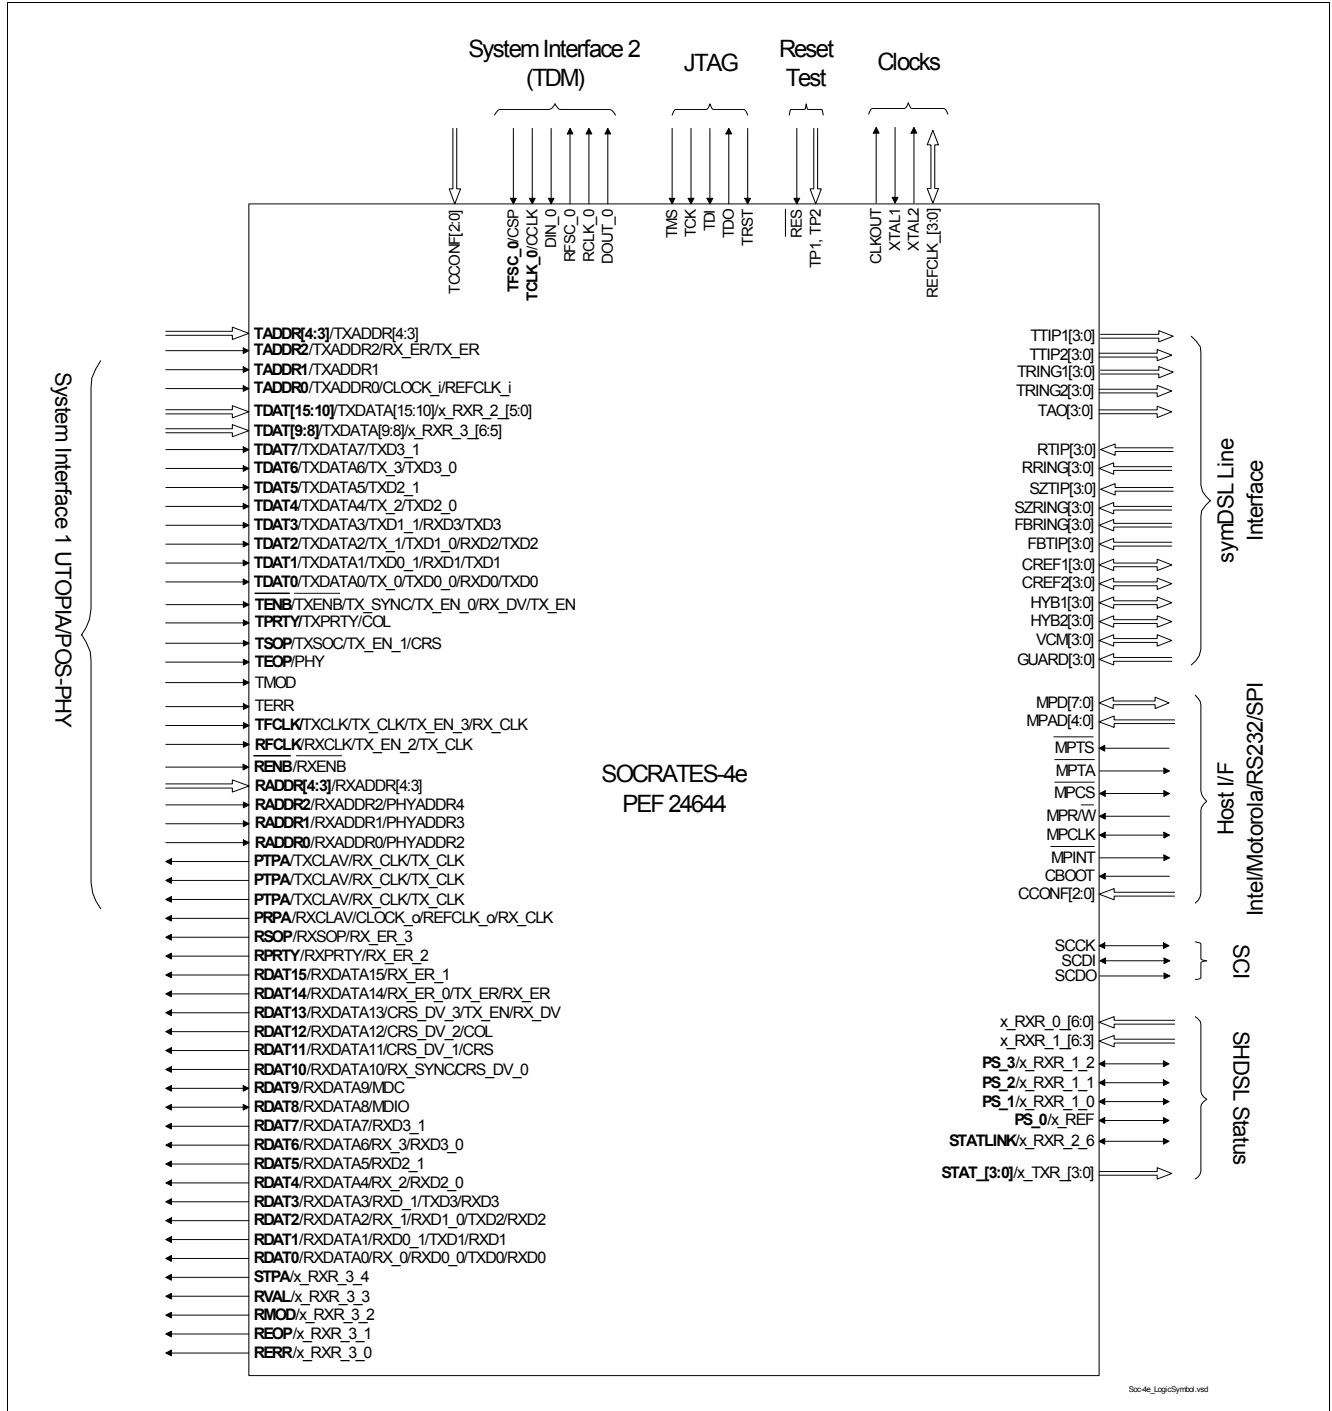 System Interface 2
(TDM)
JTAG
Reset
Test
Clocks
TCCONF[2:0]
TFSC_0/CSP
TCLK_0/CCLK
DIN_0
RFSC_0
RCLK_0
DOUT_0
TMS
TCK
TDI
TDO
TRST
RES
TP1, TP2
CLKOUT
XTAL1
XTAL2
REFCLK_[3:0]
System Interface 1 UTOPIA/POS-PHY
TADDR[4:3]/TXADDR[4:3]
TADDR2/TXADDR2/RX_ER/TX_ER
TADDR1/TXADDR1
TADDR0/TXADDR0/CLOCK_i/REFCLK_i
TDAT[15:10]/TXDATA[15:10]/x_RXR_2_[5:0]
TDAT[9:8]/TXDATA[9:8]/x_RXR_3_[6:5]
TDAT7/TXDATA7/TXD3_1
TDAT6/TXDATA6/TX_3/TXD3_0
TDAT5/TXDATA5/TXD2_1
TDAT4/TXDATA4/TX_2/TXD2_0
TDAT3/TXDATA3/TXD1_1/RXD3/TXD3
TDAT2/TXDATA2/TX_1/TXD1_0/RXD2/TXD2
TDAT1/TXDATA1/TXD0_1/RXD1/TXD1
TDAT0/TXDATA0/TX_0/TXD0_0/RXD0/TXD0
TENB/TXENB/TX_SYNC/TX_EN_0/RX_DV/TX_EN
TPRTY/TXPRTY/COL
TSOP/TXSOC/TX_EN_1/CRS
TEOP/PHY
TMOD
TERR
TFCLK/TXCLK/TX_CLK/TX_EN_3/RX_CLK
RFCLK/RXCLK/TX_EN_2/TX_CLK
RENB/RXENB
RADDR[4:3]/RXADDR[4:3]
RADDR2/RXADDR2/PHYADDR4
RADDR1/RXADDR1/PHYADDR3
RADDR0/RXADDR0/PHYADDR2
PTPA/TXCLAV/RX_CLK/TX_CLK
PTPA/TXCLAV/RX_CLK/TX_CLK
PTPA/TXCLAV/RX_CLK/TX_CLK
PRPA/RXCLAV/CLOCK_o/REFCLK_o/RX_CLK
RSOP/RXSOP/RX_ER_3
RPRTY/RXPRTY/RX_ER_2
RDAT15/RXDATA15/RX_ER_1
RDAT14/RXDATA14/RX_ER_0/TX_ER/RX_ER
RDAT13/RXDATA13/CRS_DV_3/TX_EN/RX_DV
RDAT12/RXDATA12/CRS_DV_2/COL
RDAT11/RXDATA11/CRS_DV_1/CRS
RDAT10/RXDATA10/RX_SYNC/CRS_DV_0
RDAT9/RXDATA9/MDC
RDAT8/RXDATA8/MDIO
RDAT7/RXDATA7/RXD3_1
RDAT6/RXDATA6/RX_3/RXD3_0
RDAT5/RXDATA5/RXD2_1
RDAT4/RXDATA4/RX_2/RXD2_0
RDAT3/RXDATA3/RXD_1/TXD3/RXD3
RDAT2/RXDATA2/RX_1/RXD1_0/TXD2/RXD2
RDAT1/RXDATA1/RXD0_1/TXD1/RXD1
RDAT0/RXDATA0/RX_0/RXD0_0/TXD0/RXD0
STPA/x_RXR_3_4
RVAL/x_RXR_3_3
RMOD/x_RXR_3_2
REOP/x_RXR_3_1
RERR/x_RXR_3_0
SOCRATES-4e
PEF 24644
TTIP1[3:0]
TTIP2[3:0]
TRING1[3:0]
TRING2[3:0]
TAO[3:0]
RTIP[3:0]
RRING[3:0]
SZTIP[3:0]
SZRING[3:0]
FBRING[3:0]
FBTIP[3:0]
CREF1[3:0]
CREF2[3:0]
HYB1[3:0]
HYB2[3:0]
VCM[3:0]
GUARD[3:0]
symDSL Line
Interface
MPD[7:0]
MPAD[4:0]
MPTS
MPTA
MPCS
MPR/W
MPCLK
MPINT
CBOOT
CCONF[2:0]
Host I/F
Intel/Motorola/RS232/SPI
SCCK
SCDI
SCDO
SCI
x_RXR_0_[6:0]
x_RXR_1_[6:3]
PS_3/x_RXR_1_2
PS_2/x_RXR_1_1
PS_1/x_RXR_1_0
PS_0/x_REF
STATLINK/x_RXR_2_6
STAT_[3:0]/x_TXR_[3:0]
SHDSL Status
Soc-4e_LogicSymbol.vsd